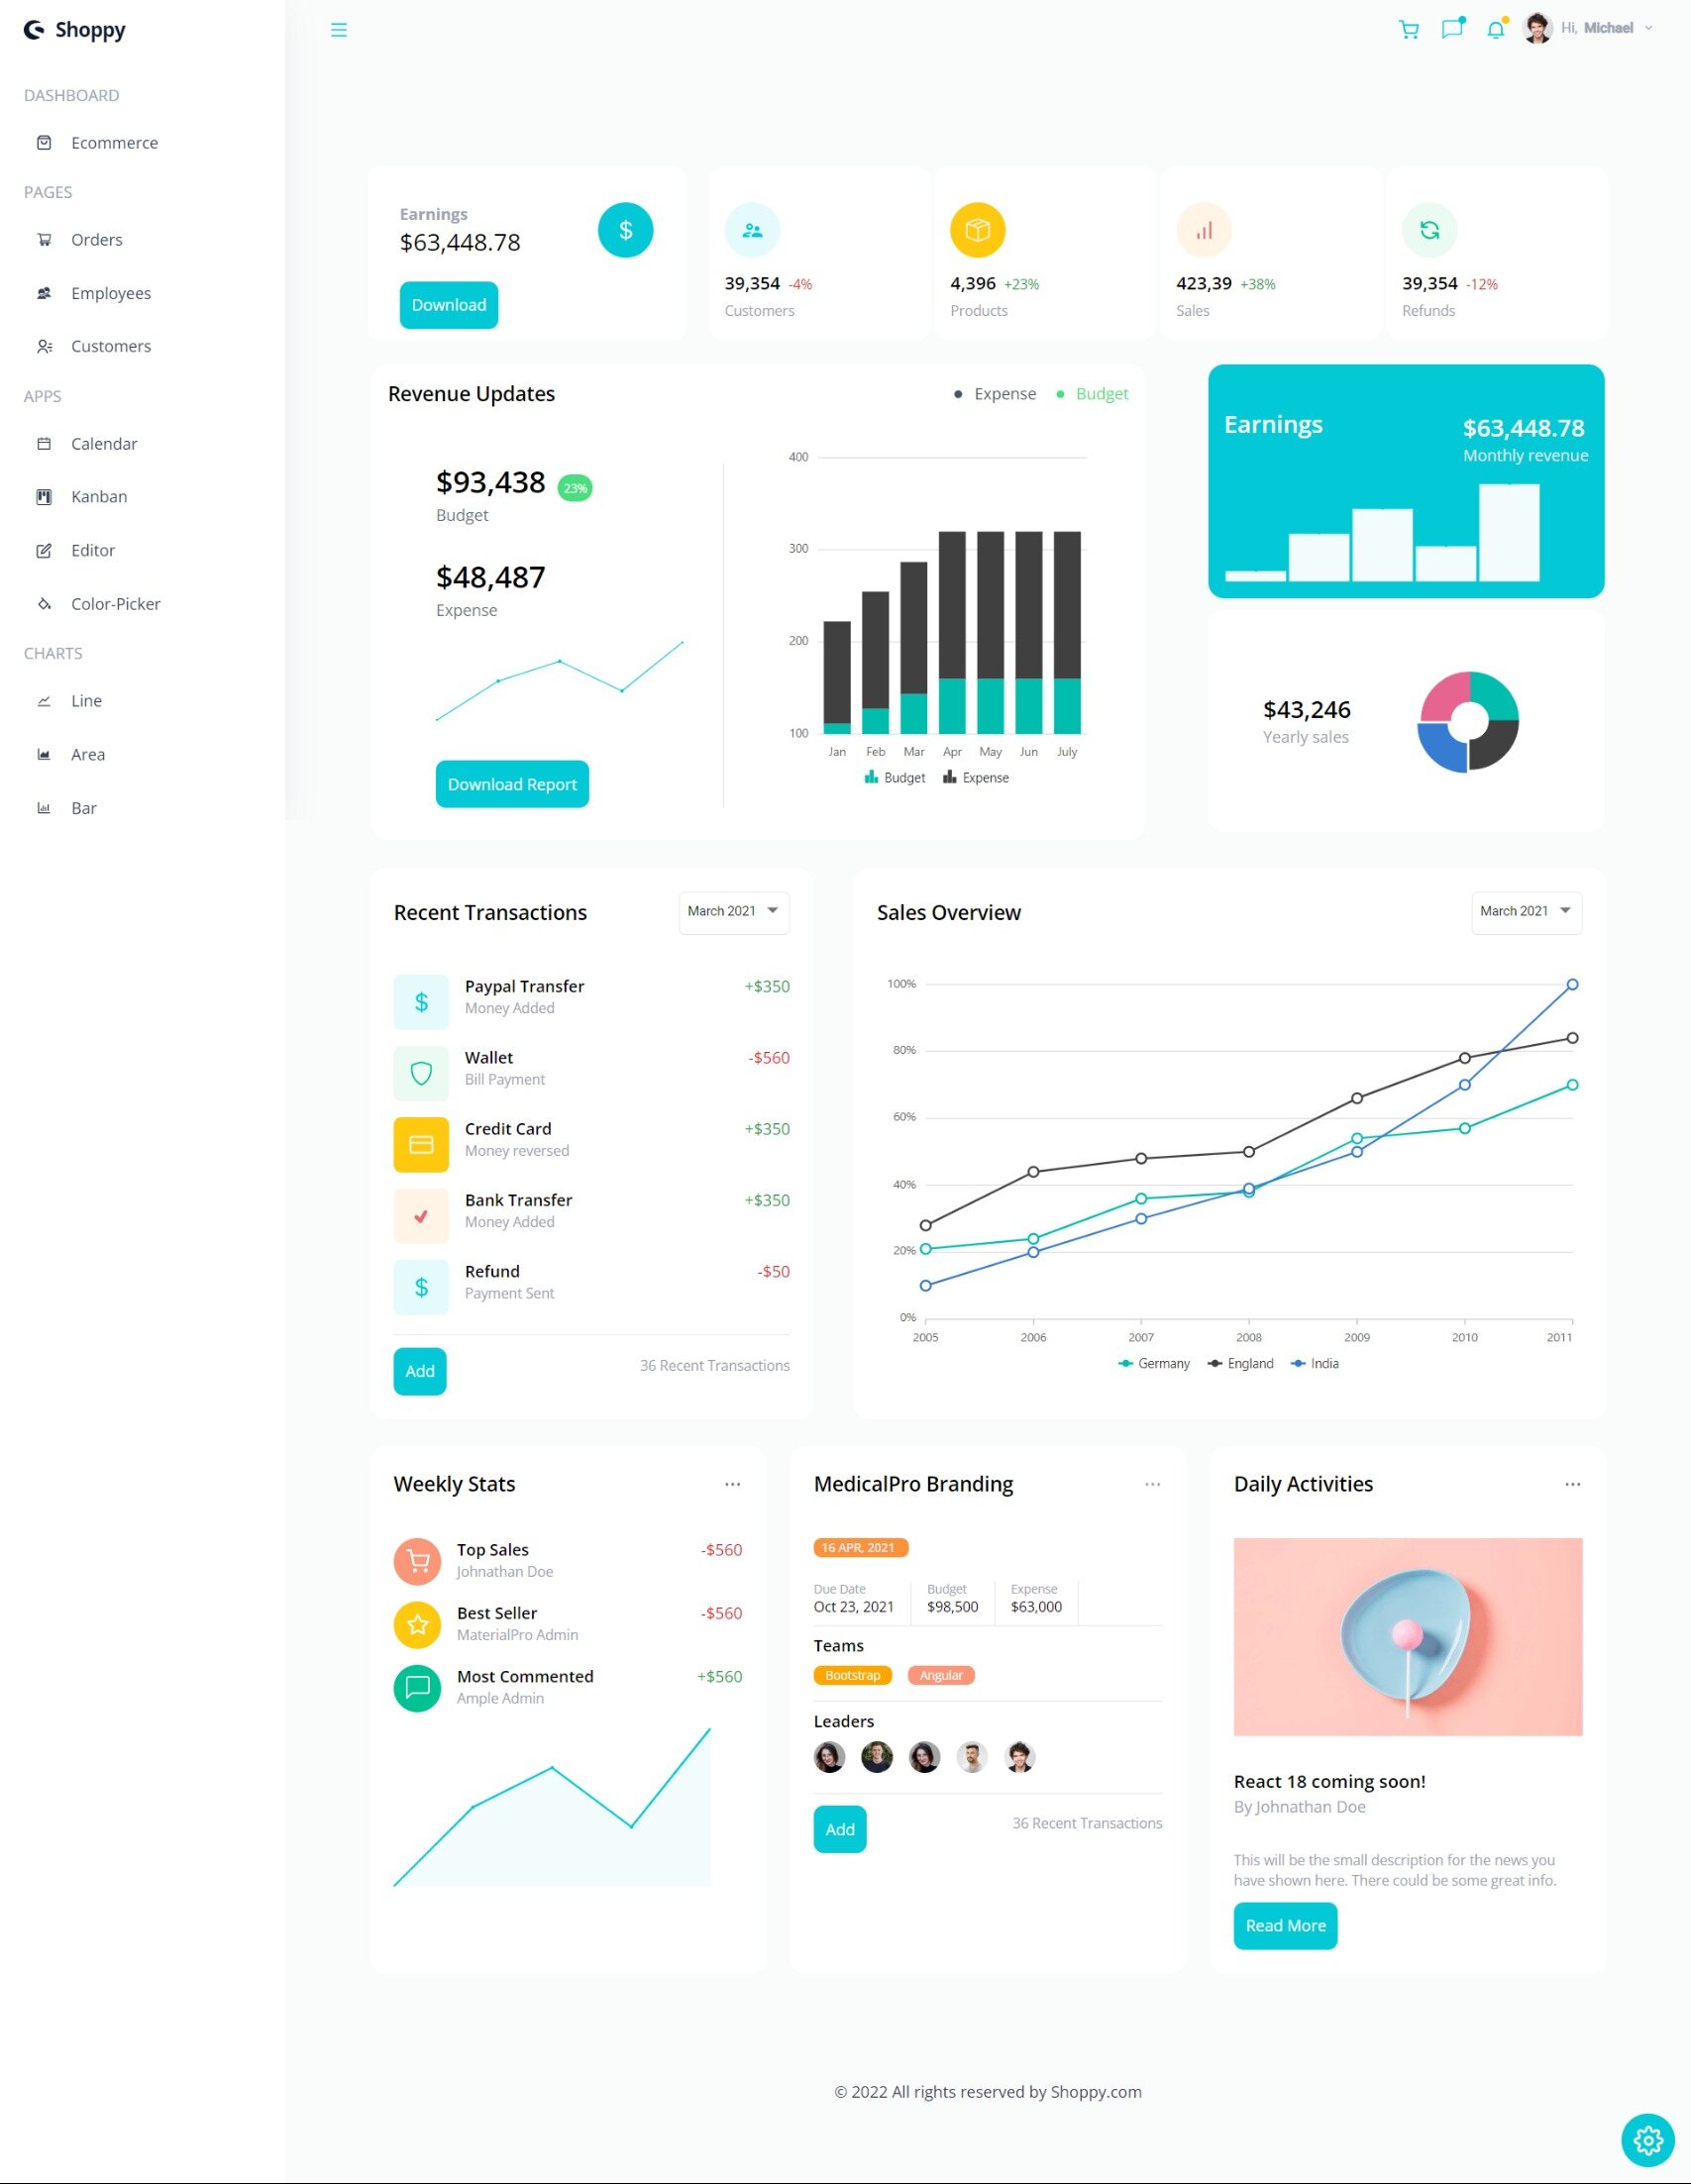 Shoppy
Hi, Michael
DASHBOARD
Ecommerce
PAGES
Orders
Employees
Customers
APPS
Calendar
Kanban
Editor
Color-Picker
CHARTS
Line
Area
Bar
Earnings
$63,448.78
$
Download
39,354 -4%
Customers
4,396 +23%
Products
423,39 +38%
Sales
39,354 -12%
Refunds
Revenue Updates
Expense Budget
$93,438 23%
Budget
$48,487
Expense
Download Report
400
300
200
100
Jan Feb Mar Apr May Jun July
Budget Expense
Earnings
$63,448.78
Monthly revenue
$43,246
Yearly sales
Recent Transactions
March 2021
$
Paypal Transfer +$350
Money Added
Wallet -$560
Bill Payment
Credit Card +$350
Money reversed
Bank Transfer +$350
Money Added
$
Refund -$50
Payment Sent
Add
36 Recent Transactions
Sales Overview
March 2021
100%
80%
60%
40%
20%
0%
2005 2006 2007 2008 2009 2010 2011
Germany England India
Weekly Stats
Top Sales -$560
Johnathan Doe
Best Seller -$560
MaterialPro Admin
Most Commented +$560
Ample Admin
MedicalPro Branding
16 APR, 2021
Due Date Budget Expense
Oct 23, 2021 $98,500 $63,000
Teams
Bootstrap Angular
Leaders
Add
36 Recent Transactions
Daily Activities
React 18 coming soon!
By Johnathan Doe
This will be the small description for the news you
have shown here. There could be some great info.
Read More
© 2022 All rights reserved by Shoppy.com